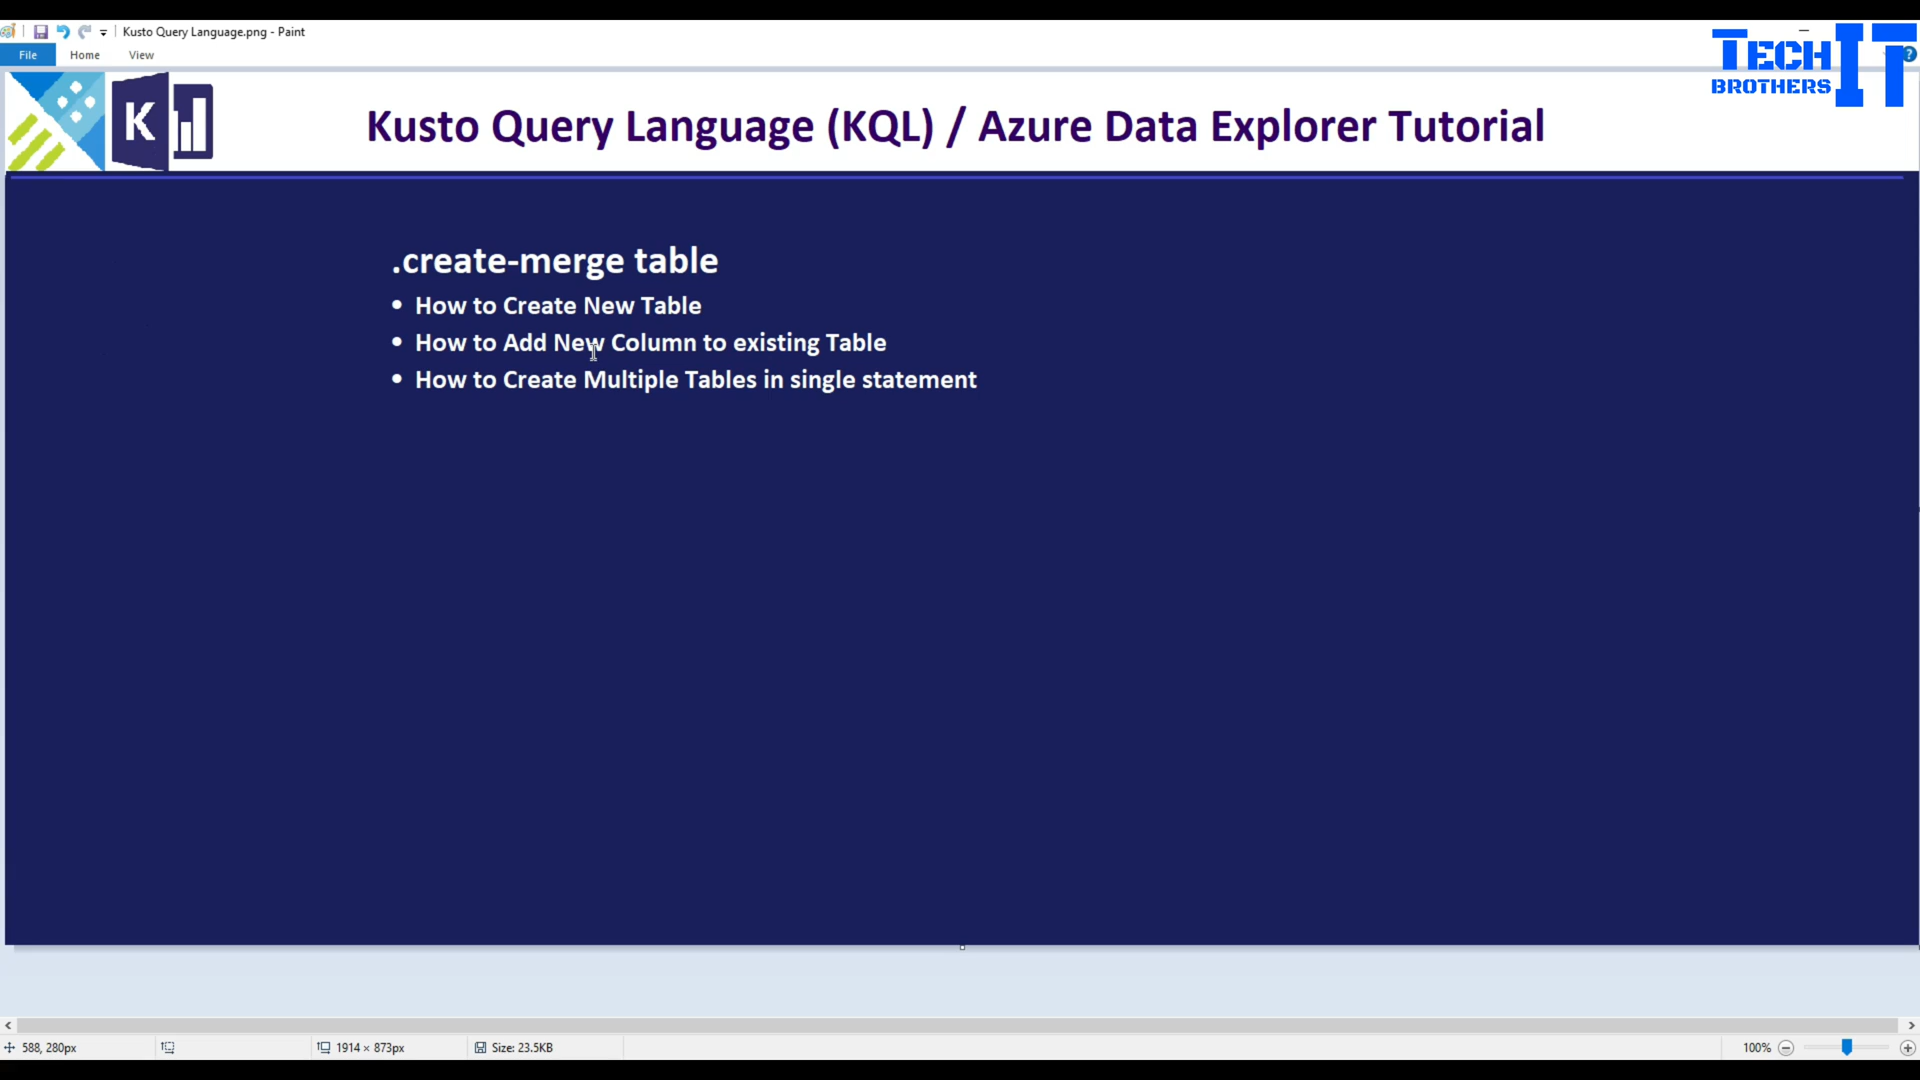 Kusto Query Language.png - Paint
File Home View
TECH IT
BROTHERS
K
Kusto Query Language (KQL) / Azure Data Explorer Tutorial
.create-merge table
• How to Create New Table
• How to Add New Column to existing Table
• How to Create Multiple Tables in single statement
588, 280px 1914 × 873px Size: 23.5KB 100%